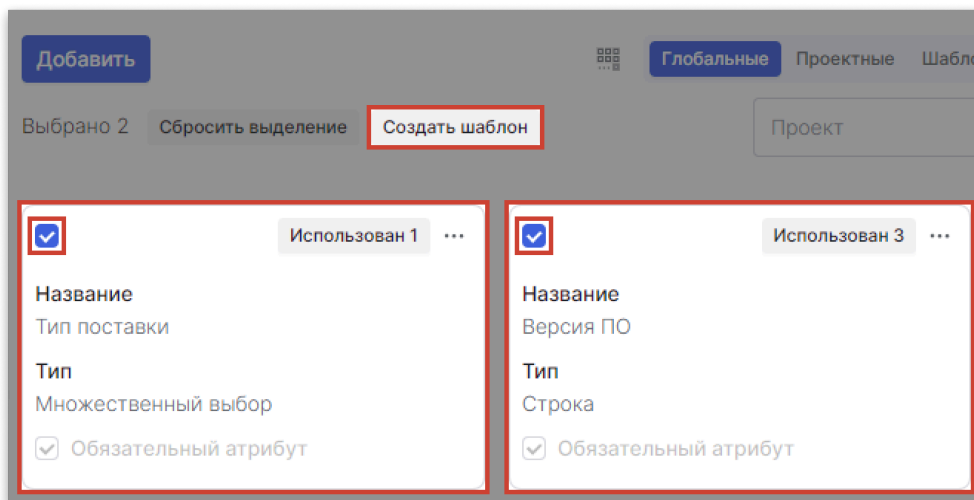 Добавить
Глобальные Проектные Шабло
Выбрано 2 Сбросить выделение Создать шаблон
Проект
Использован 1
Название
Тип поставки
Тип
Множественный выбор
Обязательный атрибут
Использован 3
Название
Версия ПО
Тип
Строка
Обязательный атрибут